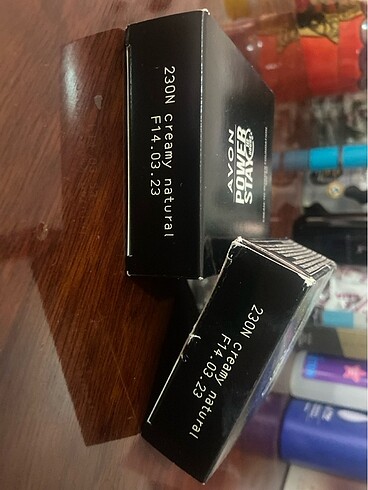 230N Creamy natural
F14.03.23
AVON
POWER
STAY
230N Creamy natural
F14.03.23